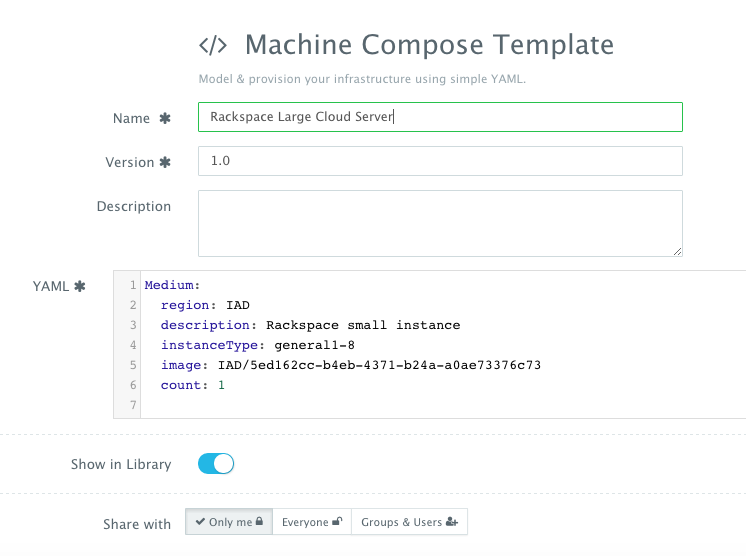 </> Machine Compose Template
Model & provision your infrastructure using simple YAML.
Name ✱ Rackspace Large Cloud Server
Version ✱ 1.0
Description
YAML ✱
1 Medium:
2   region: IAD
3   description: Rackspace small instance
4   instanceType: general1-8
5   image: IAD/5ed162cc-b4eb-4371-b24a-a0ae73376c73
6   count: 1
7
Show in Library
Share with Only me Everyone Groups & Users